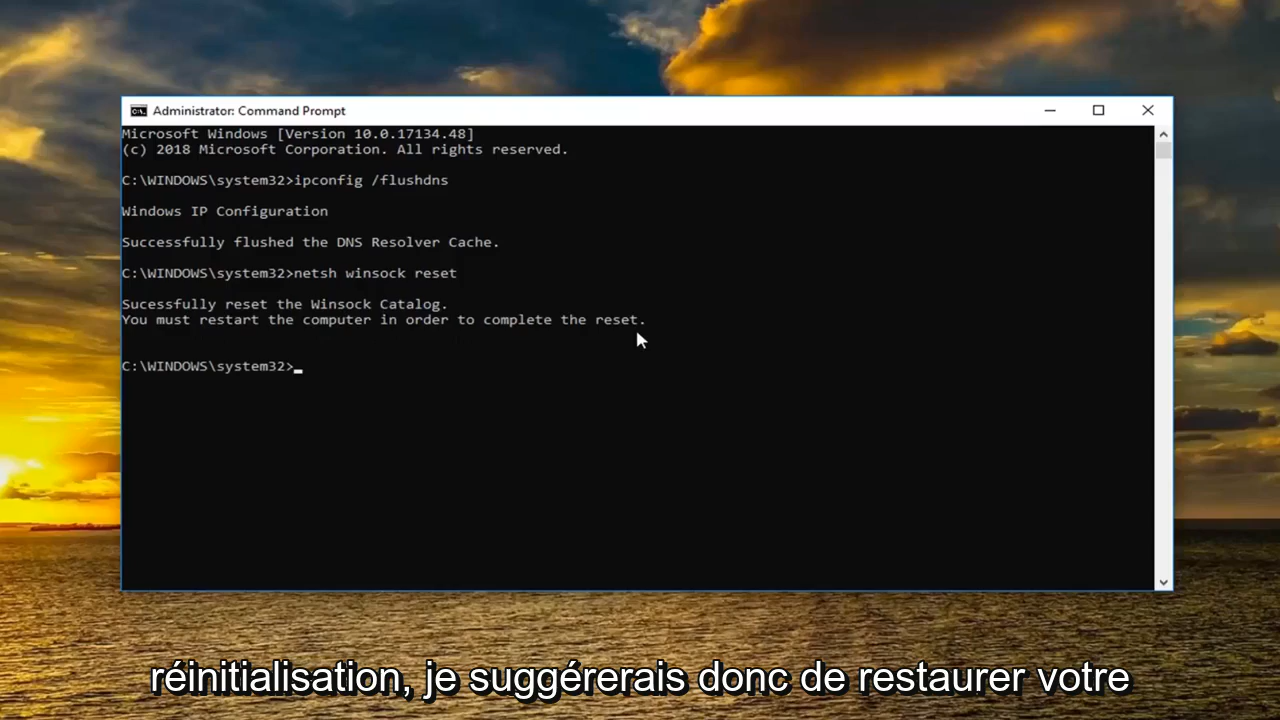 Administrator: Command Prompt
Microsoft Windows [Version 10.0.17134.48]
(c) 2018 Microsoft Corporation. All rights reserved.
C:\WINDOWS\system32>ipconfig /flushdns
Windows IP Configuration
Successfully flushed the DNS Resolver Cache.
C:\WINDOWS\system32>netsh winsock reset
Sucessfully reset the Winsock Catalog.
You must restart the computer in order to complete the reset.
C:\WINDOWS\system32>_
réinitialisation, je suggérerais donc de restaurer votre